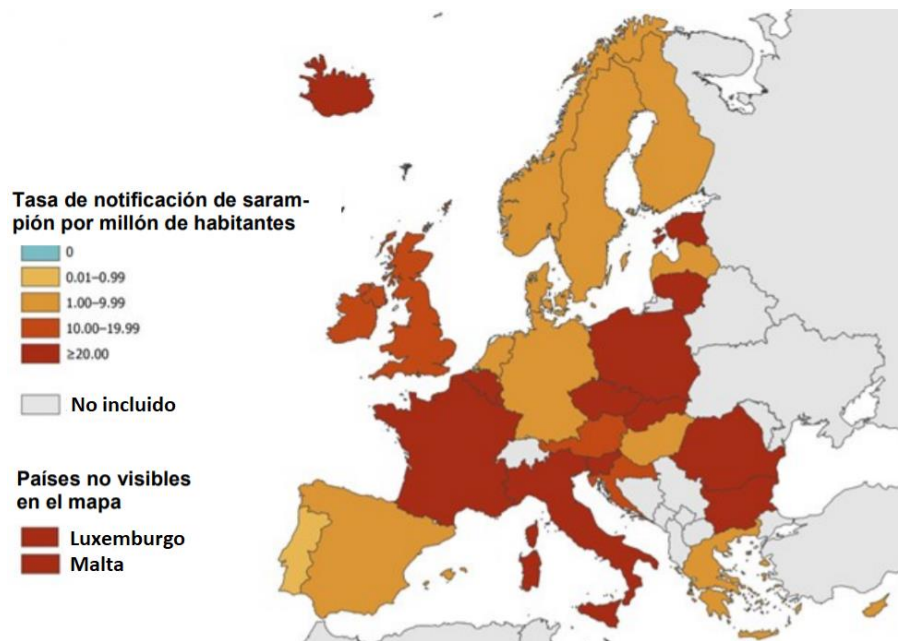 Tasa de notificación de saram-
pión por millón de habitantes
0
0.01–0.99
1.00–9.99
10.00–19.99
≥20.00
No incluido
Países no visibles
en el mapa
Luxemburgo
Malta